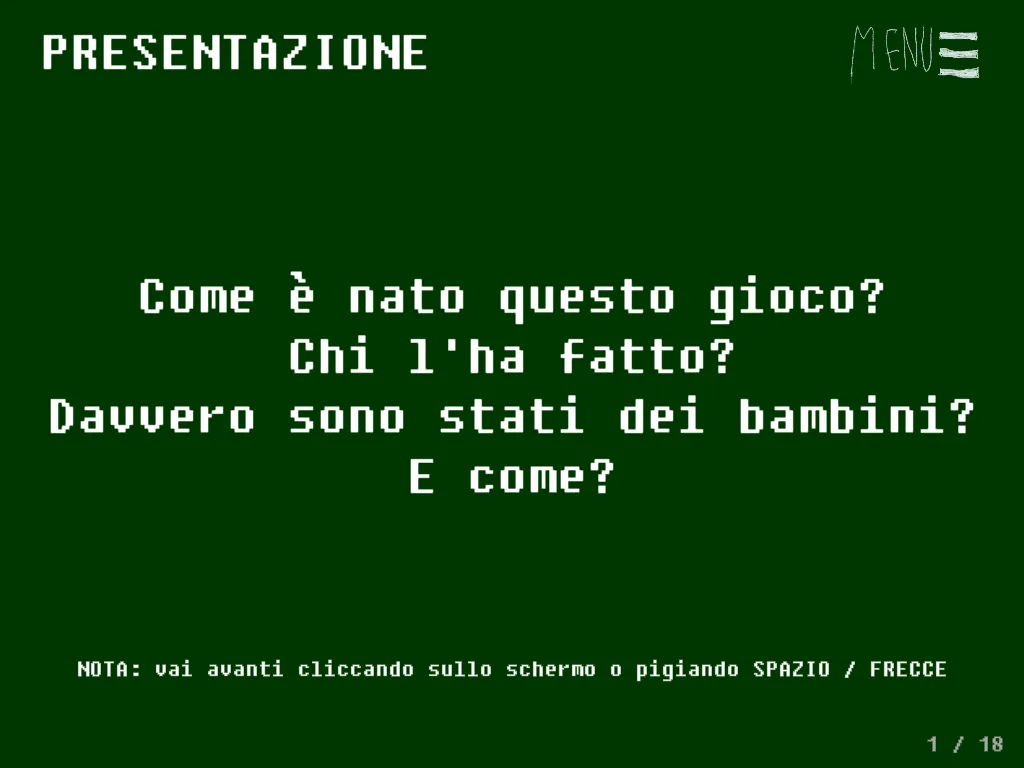 PRESENTAZIONE
MENU
Come è nato questo gioco?
Chi l'ha fatto?
Davvero sono stati dei bambini?
E come?
NOTA: vai avanti cliccando sullo schermo o pigiando SPAZIO / FRECCE
1 / 18